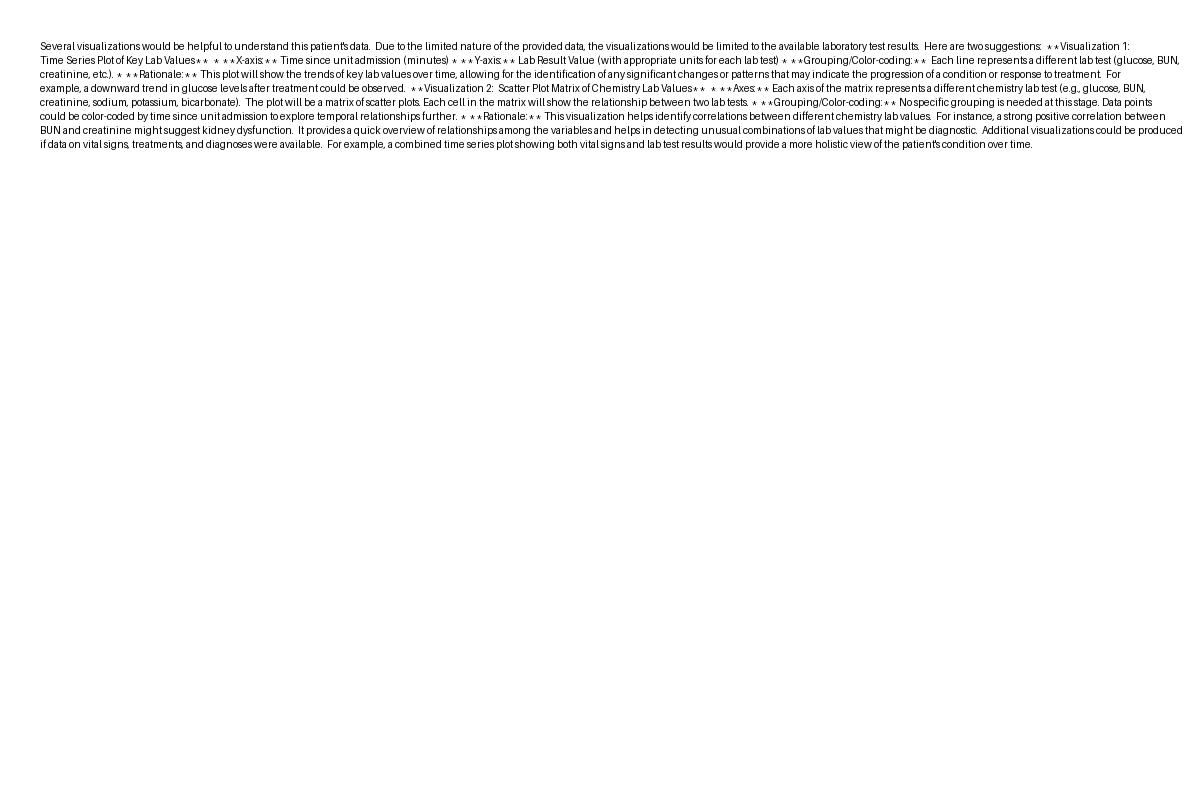 Several visualizations would be helpful to understand this patient's data.  Due to the limited nature of the provided data, the visualizations would be limited to the available laboratory test results.  Here are two suggestions:  **Visualization 1:
Time Series Plot of Key Lab Values**  * **X-axis:** Time since unit admission (minutes) * **Y-axis:** Lab Result Value (with appropriate units for each lab test) * **Grouping/Color-coding:**  Each line represents a different lab test (glucose, BUN,
creatinine, etc.). * **Rationale:** This plot will show the trends of key lab values over time, allowing for the identification of any significant changes or patterns that may indicate the progression of a condition or response to treatment.  For
example, a downward trend in glucose levels after treatment could be observed.  **Visualization 2:  Scatter Plot Matrix of Chemistry Lab Values**  * **Axes:** Each axis of the matrix represents a different chemistry lab test (e.g., glucose, BUN,
creatinine, sodium, potassium, bicarbonate).  The plot will be a matrix of scatter plots. Each cell in the matrix will show the relationship between two lab tests. * **Grouping/Color-coding:** No specific grouping is needed at this stage. Data points
could be color-coded by time since unit admission to explore temporal relationships further. * **Rationale:** This visualization helps identify correlations between different chemistry lab values.  For instance, a strong positive correlation between
BUN and creatinine might suggest kidney dysfunction.  It provides a quick overview of relationships among the variables and helps in detecting unusual combinations of lab values that might be diagnostic.  Additional visualizations could be produced
if data on vital signs, treatments, and diagnoses were available.  For example, a combined time series plot showing both vital signs and lab test results would provide a more holistic view of the patient's condition over time.